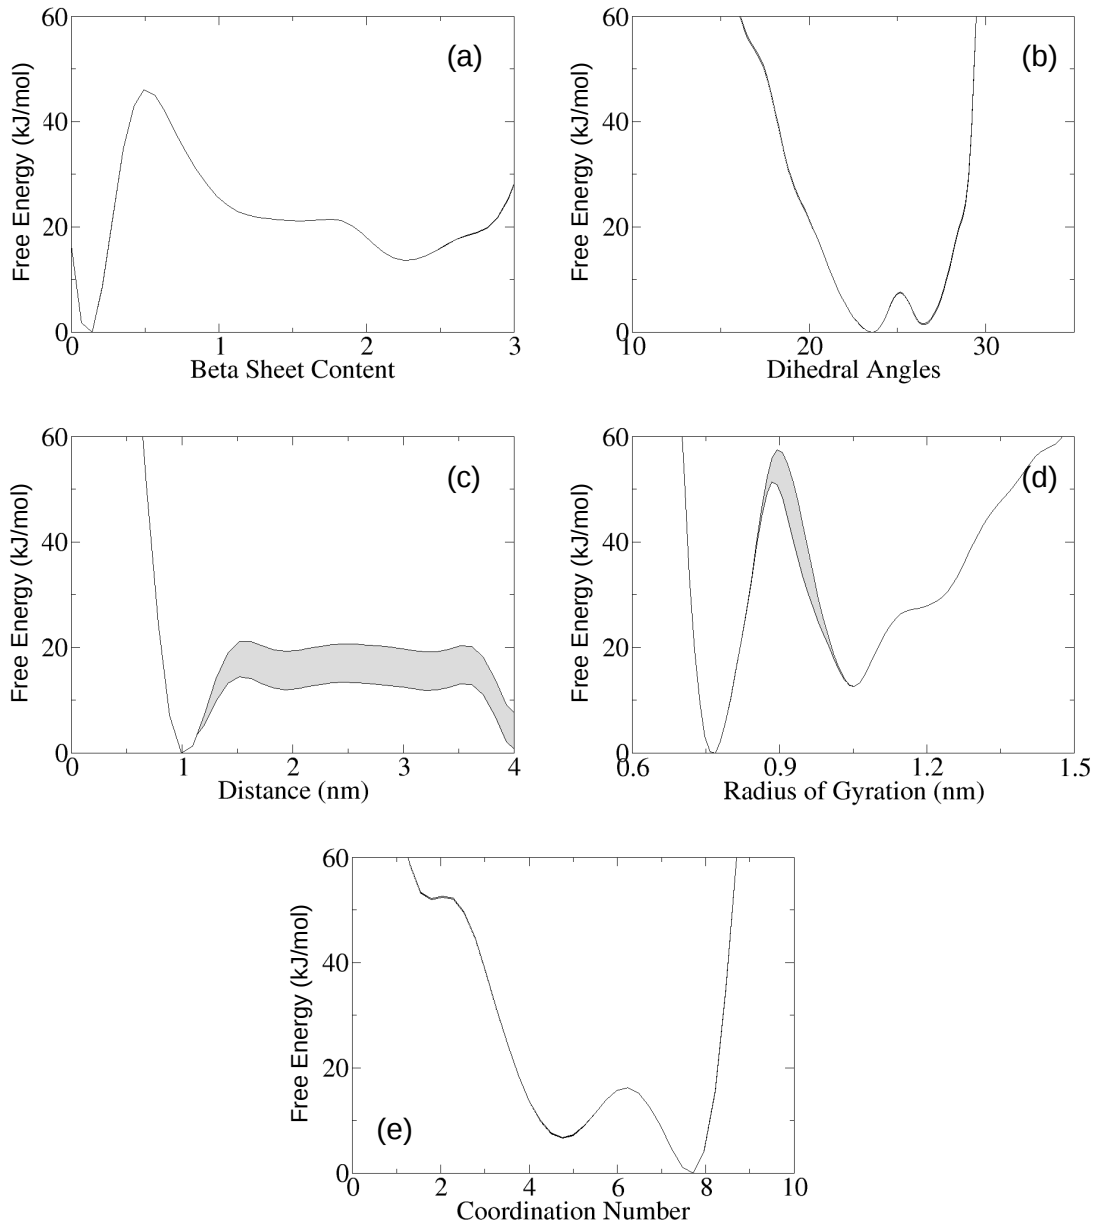 60
(a)
Free Energy (kJ/mol)
40
20
0
0 1 2 3
Beta Sheet Content
60
(b)
Free Energy (kJ/mol)
40
20
0
10 20 30
Dihedral Angles
60
(c)
Free Energy (kJ/mol)
40
20
0
0 1 2 3 4
Distance (nm)
60
(d)
Free Energy (kJ/mol)
40
20
0
0.6 0.9 1.2 1.5
Radius of Gyration (nm)
60
Free Energy (kJ/mol)
40
20
(e)
0
0 2 4 6 8 10
Coordination Number